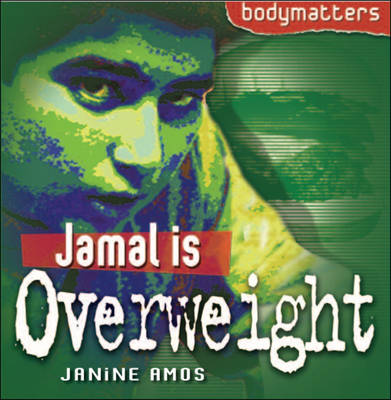 bodymatters
Jamal is
Overweight
JANiNE AMOS